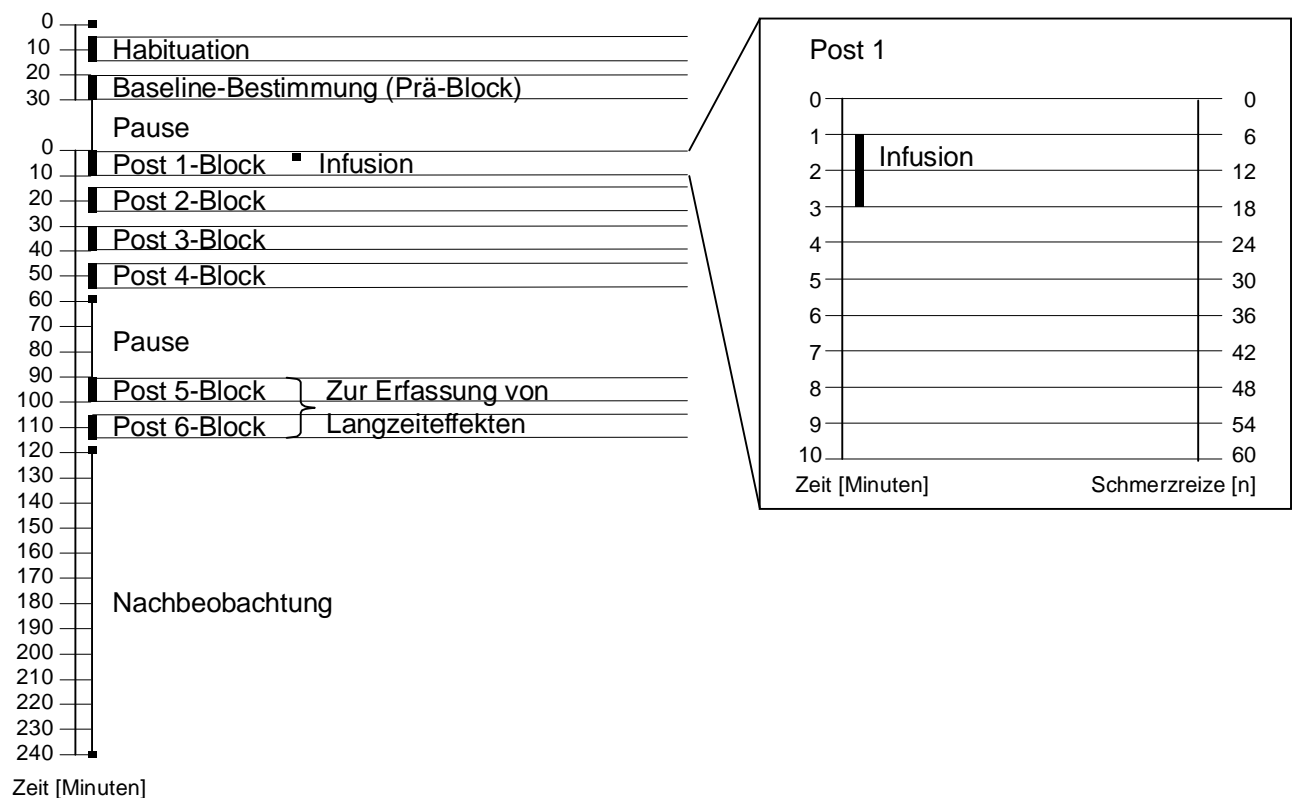 0
10 Habituation
20
30 Baseline-Bestimmung (Prä-Block)
Pause
0
10 Post 1-Block Infusion
20 Post 2-Block
30
40 Post 3-Block
50 Post 4-Block
60
70
80 Pause
90
100 Post 5-Block Zur Erfassung von
110 Post 6-Block Langzeiteffekten
120
130
140
150
160
170
180 Nachbeobachtung
190
200
210
220
230
240
Zeit [Minuten]
Post 1
0 0
1 6
Infusion
2 12
3 18
4 24
5 30
6 36
7 42
8 48
9 54
10 60
Zeit [Minuten] Schmerzreize [n]